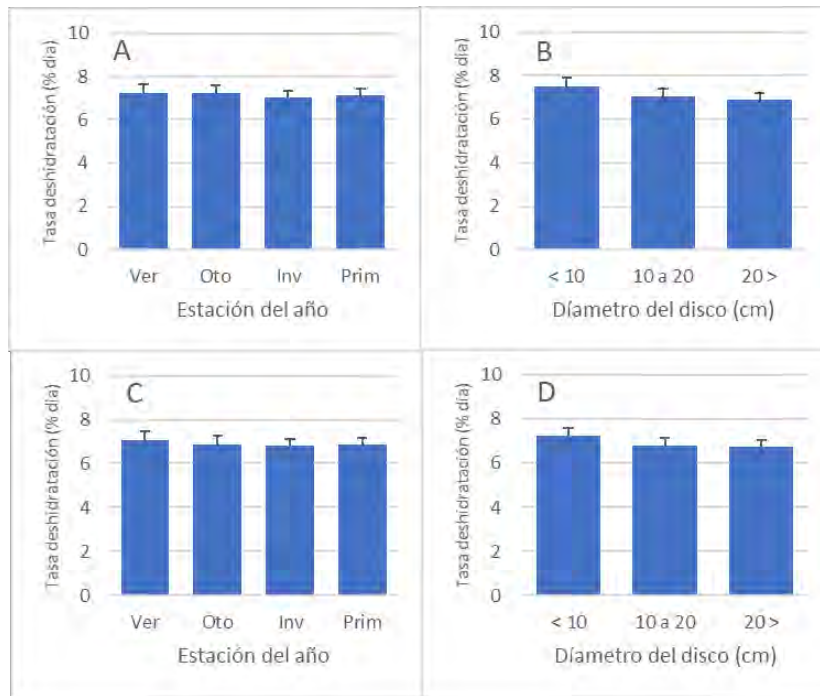 A
Tasa deshidratación (% día)
10
8
6
4
2
0
Ver Oto Inv Prim
Estación del año
B
Tasa deshidratación (% día)
10
8
6
4
2
0
< 10 10 a 20 20 >
Díametro del disco (cm)
C
Tasa deshidratación (% día)
10
8
6
4
2
0
Ver Oto Inv Prim
Estación del año
D
Tasa deshidratación (% día)
10
8
6
4
2
0
< 10 10 a 20 20 >
Díametro del disco (cm)